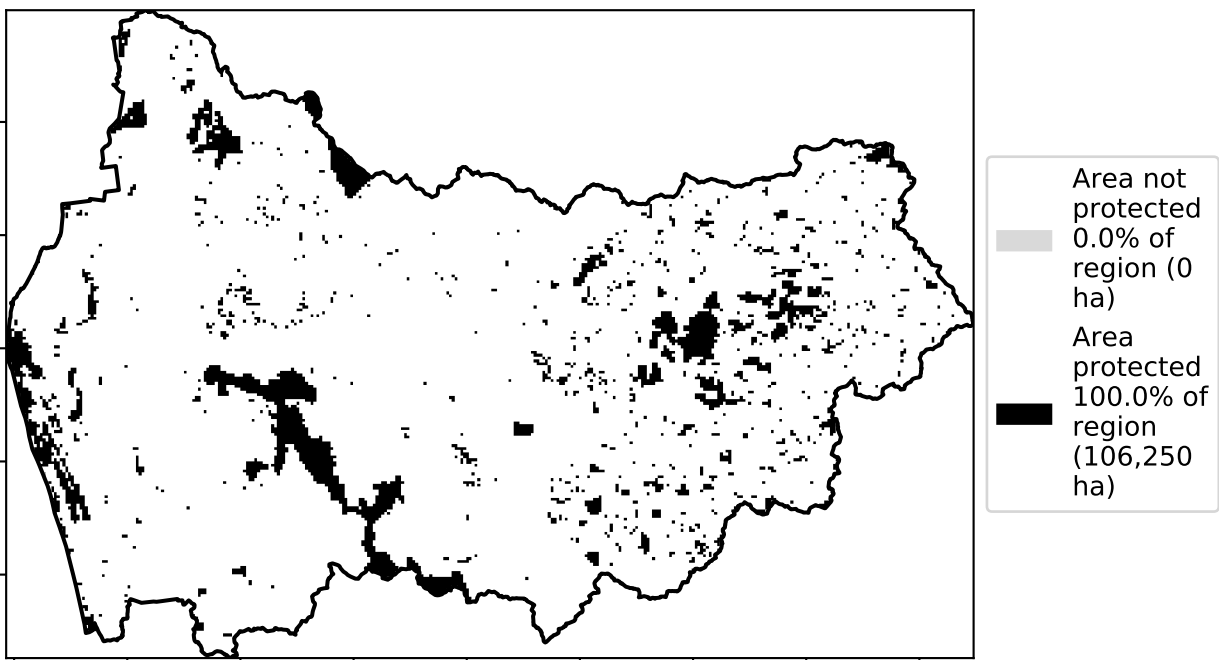 Area not
protected
0.0% of
region (0
ha)
Area
protected
100.0% of
region
(106,250
ha)